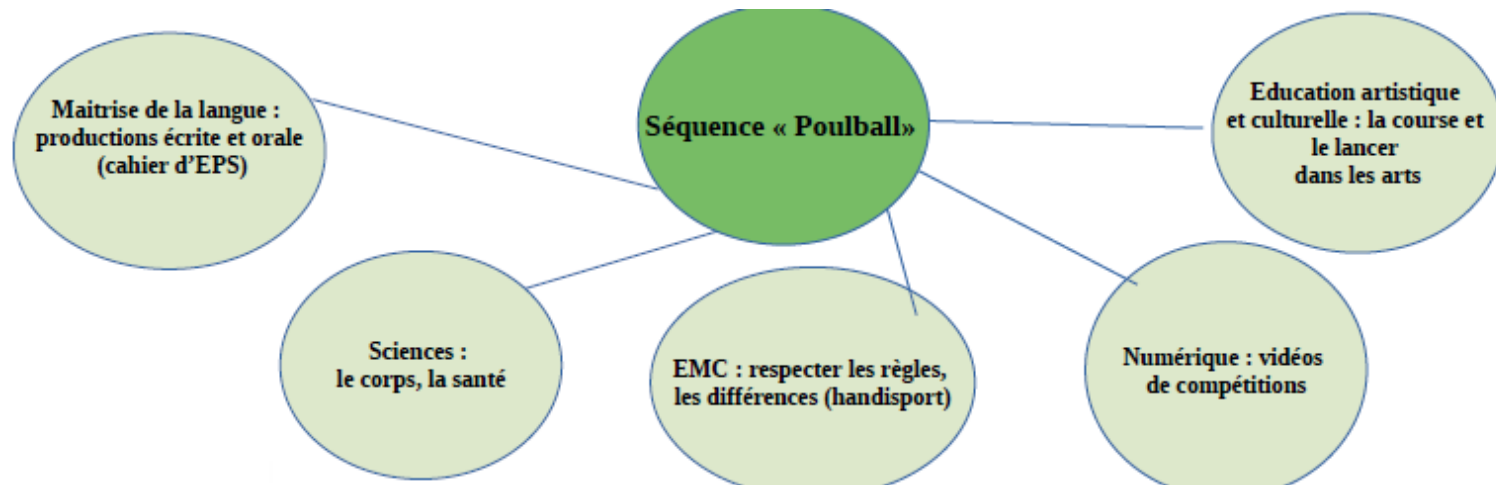 Séquence « Poulball»
Maitrise de la langue :
productions écrite et orale
(cahier d’EPS)
Education artistique
et culturelle : la course et
le lancer
dans les arts
Sciences :
le corps, la santé
EMC : respecter les règles,
les différences (handisport)
Numérique : vidéos
de compétitions